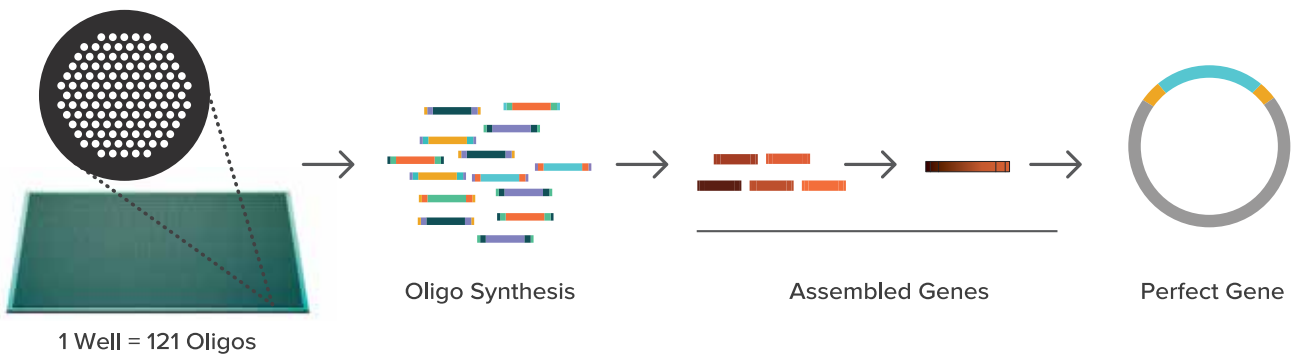 1 Well = 121 Oligos
Oligo Synthesis
Assembled Genes
Perfect Gene